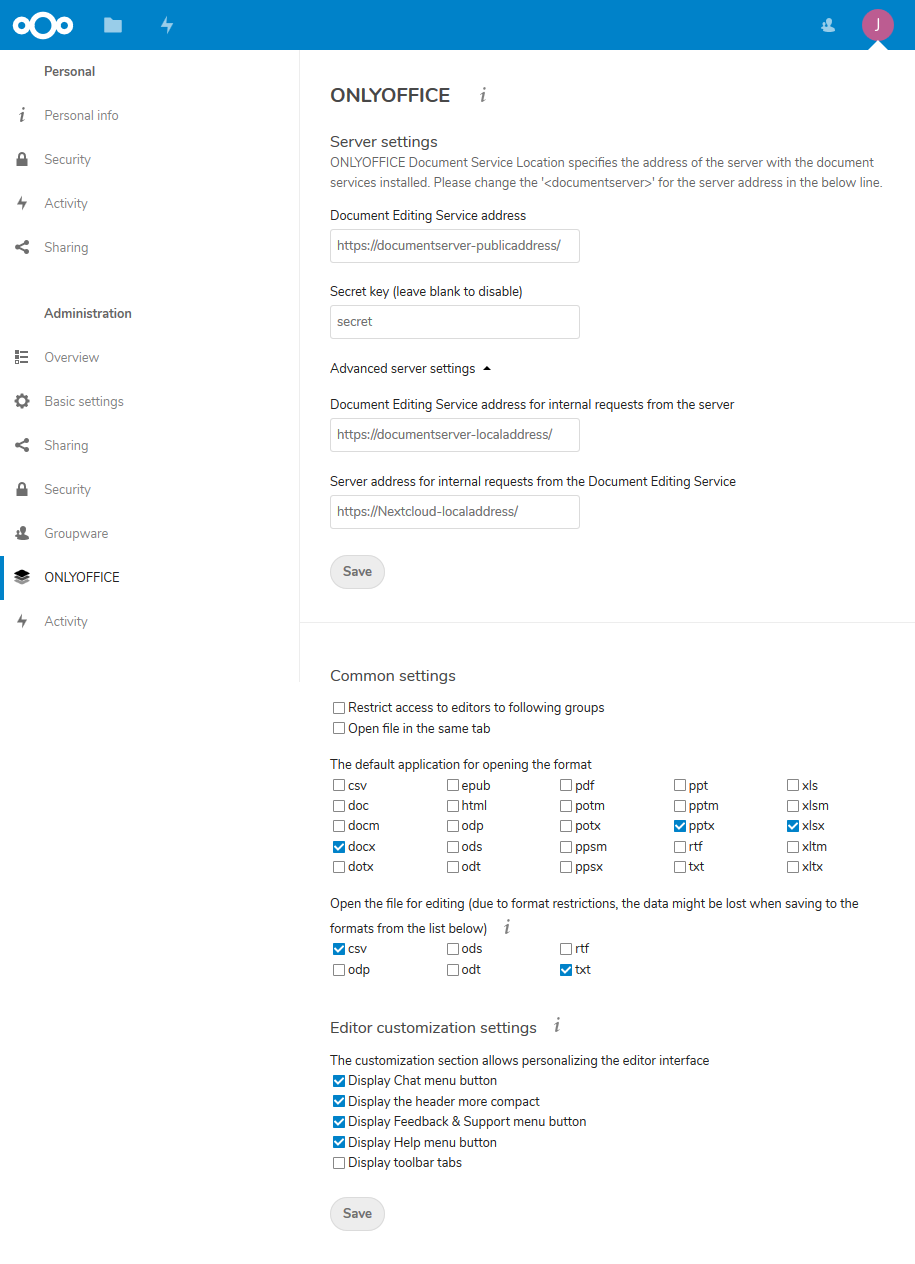 J
Personal
Personal info
Security
Activity
Sharing
Administration
Overview
Basic settings
Sharing
Security
Groupware
ONLYOFFICE
Activity
ONLYOFFICE i
Server settings
ONLYOFFICE Document Service Location specifies the address of the server with the document
services installed. Please change the '<documentserver>' for the server address in the below line.
Document Editing Service address
https://documentserver-publicaddress/
Secret key (leave blank to disable)
secret
Advanced server settings
Document Editing Service address for internal requests from the server
https://documentserver-localaddress/
Server address for internal requests from the Document Editing Service
https://Nextcloud-localaddress/
Save
Common settings
Restrict access to editors to following groups
Open file in the same tab
The default application for opening the format
csv epub pdf ppt xls
doc html potm pptm xlsm
docm odp potx pptx xlsx
docx ods ppsm rtf xltm
dotx odt ppsx txt xltx
Open the file for editing (due to format restrictions, the data might be lost when saving to the
formats from the list below) i
csv ods rtf
odp odt txt
Editor customization settings i
The customization section allows personalizing the editor interface
Display Chat menu button
Display the header more compact
Display Feedback & Support menu button
Display Help menu button
Display toolbar tabs
Save